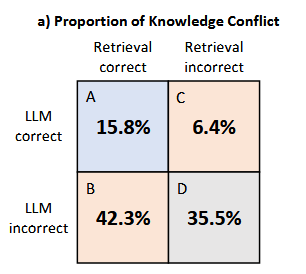 a) Proportion of Knowledge Conflict
Retrieval correct
Retrieval incorrect
LLM correct
A
15.8%
C
6.4%
LLM incorrect
B
42.3%
D
35.5%